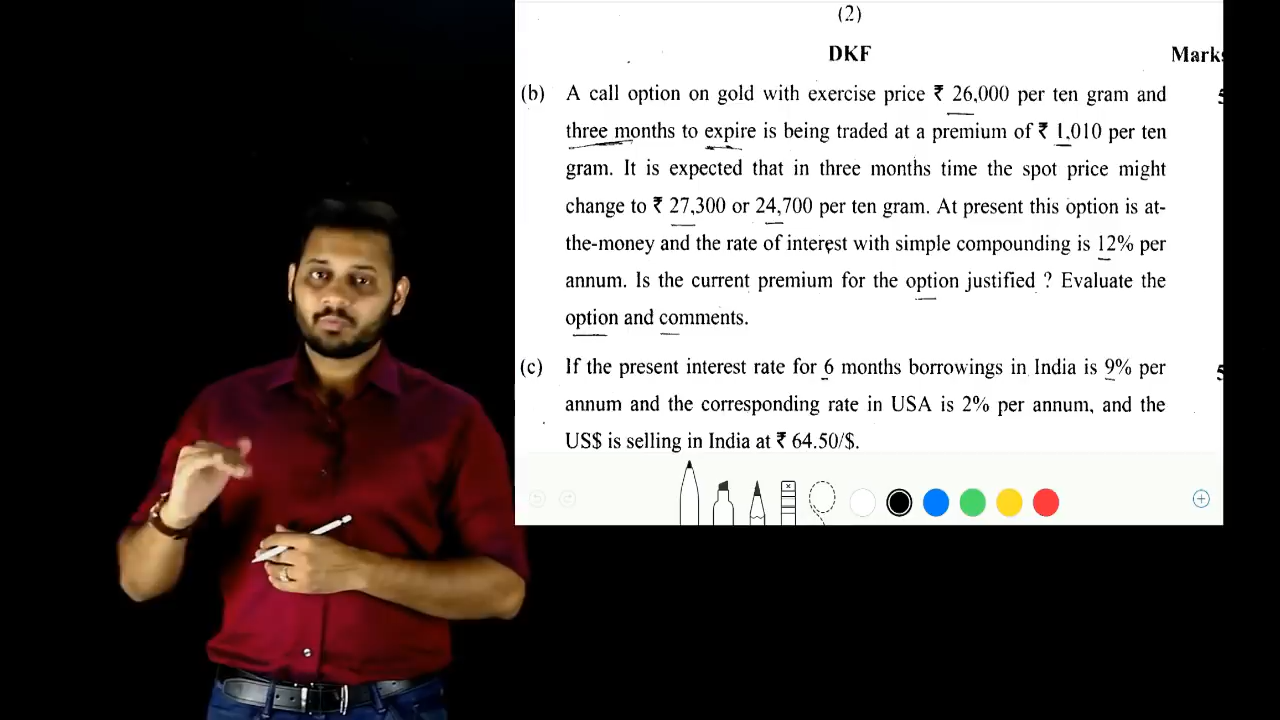 (2)
DKF
Marks
(b) A call option on gold with exercise price ₹ 26,000 per ten gram and 5
three months to expire is being traded at a premium of ₹ 1,010 per ten
gram. It is expected that in three months time the spot price might
change to ₹ 27,300 or 24,700 per ten gram. At present this option is at-
the-money and the rate of interest with simple compounding is 12% per
annum. Is the current premium for the option justified ? Evaluate the
option and comments.
(c) If the present interest rate for 6 months borrowings in India is 9% per 5
annum and the corresponding rate in USA is 2% per annum, and the
US$ is selling in India at ₹ 64.50/$.